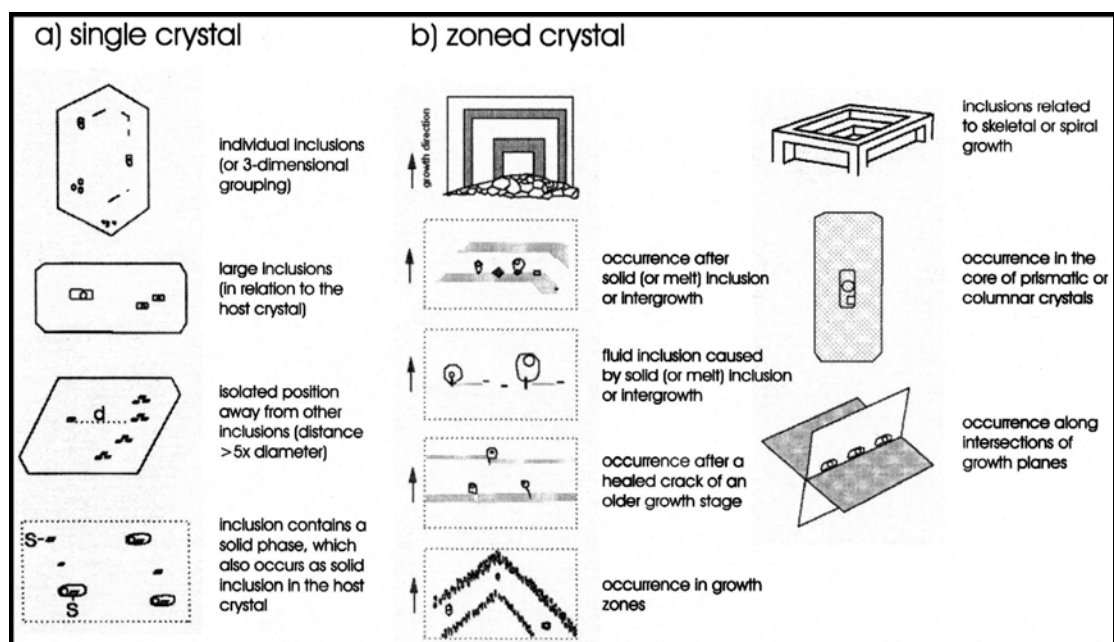 a) single crystal
individual inclusions
(or 3-dimensional
grouping)
large inclusions
(in relation to the
host crystal)
d
isolated position
away from other
inclusions (distance
>5x diameter)
S
S
inclusion contains a
solid phase, which
also occurs as solid
inclusion in the host
crystal
b) zoned crystal
growth direction
occurrence after
solid (or melt) inclusion
or intergrowth
fluid inclusion caused
by solid (or melt) inclusion
or intergrowth
occurrence after a
healed crack of an
older growth stage
occurrence in growth
zones
inclusions related
to skeletal or spiral
growth
occurrence in the
core of prismatic or
columnar crystals
occurrence along
intersections of
growth planes